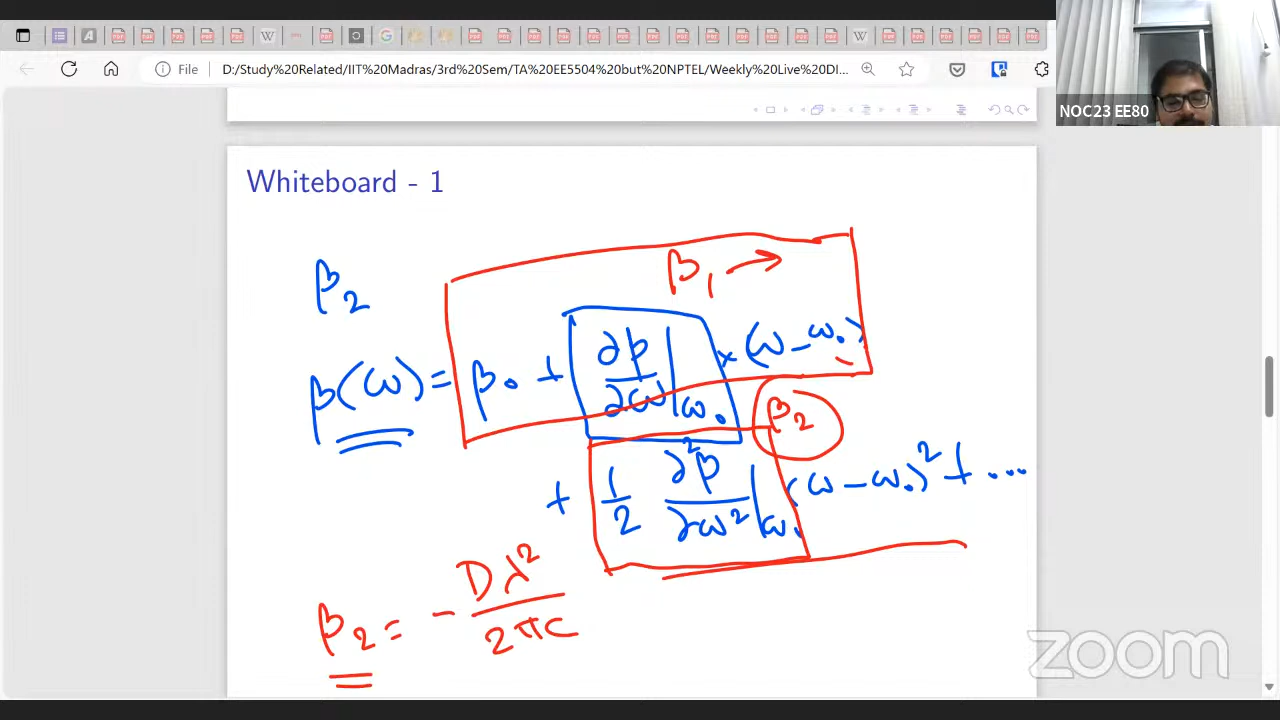 File D:/Study%20Related/IIT%20Madras/3rd%20Sem/TA%20EE5504%20but%20NPTEL/Weekly%20Live%20DI...
NOC23 EE80
Whiteboard - 1
β₁ →
β₂
β(ω) = β₀ + ∂β/∂ω|ω₀ × (ω - ω₀)
β₂
+ 1/2 ∂²β/∂ω²|ω₀ (ω - ω₀)² + ...
β₂ = - Dλ²/2πc
zoom